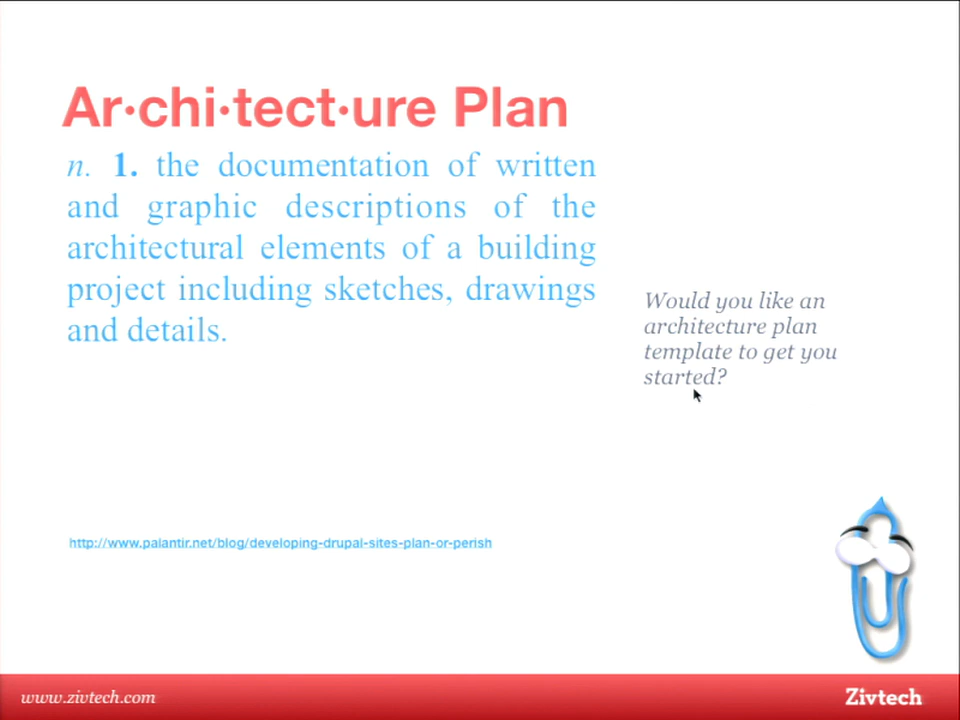 Ar·chi·tect·ure Plan
n. 1. the documentation of written
and graphic descriptions of the
architectural elements of a building
project including sketches, drawings
and details.
Would you like an
architecture plan
template to get you
started?
http://www.palantir.net/blog/developing-drupal-sites-plan-or-perish
www.zivtech.com
Zivtech